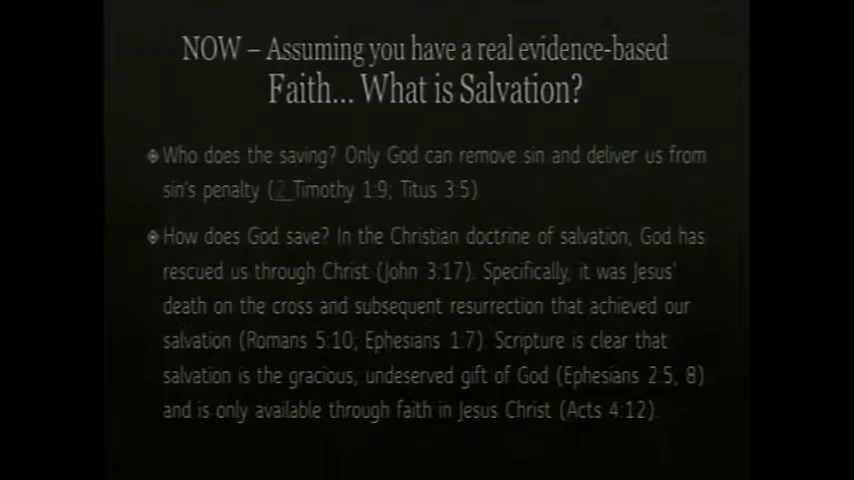 NOW – Assuming you have a real evidence-based
Faith... What is Salvation?
Who does the saving? Only God can remove sin and deliver us from
sin's penalty (2 Timothy 1:9; Titus 3:5)
How does God save? In the Christian doctrine of salvation, God has
rescued us through Christ (John 3:17). Specifically, it was Jesus'
death on the cross and subsequent resurrection that achieved our
salvation (Romans 5:10; Ephesians 1:7). Scripture is clear that
salvation is the gracious, undeserved gift of God (Ephesians 2:5, 8)
and is only available through faith in Jesus Christ (Acts 4:12).